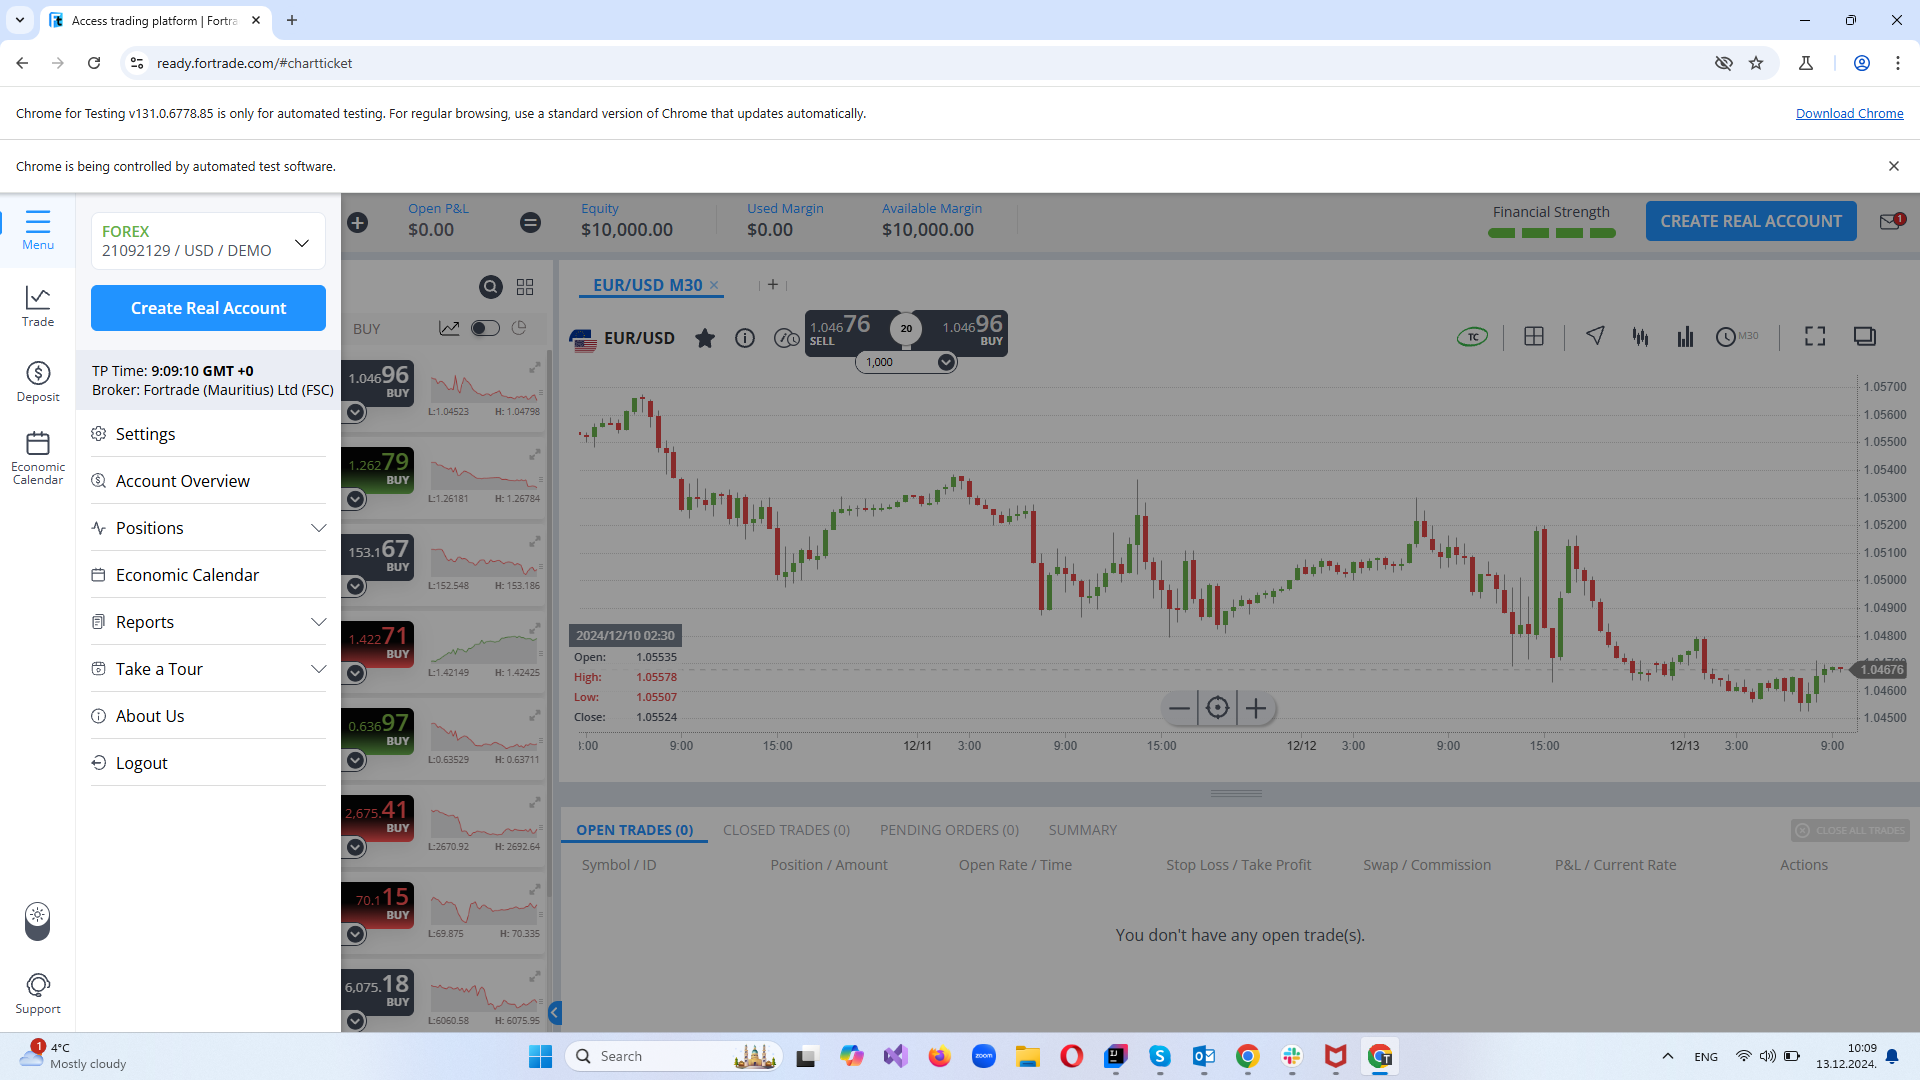 Access trading platform | Fortra
ready.fortrade.com/#chartticket
Chrome for Testing v131.0.6778.85 is only for automated testing. For regular browsing, use a standard version of Chrome that updates automatically.
Download Chrome
Chrome is being controlled by automated test software.
Menu
Trade
Deposit
Economic
Calendar
Support
FOREX
21092129 / USD / DEMO
Create Real Account
TP Time: 9:09:10 GMT +0
Broker: Fortrade (Mauritius) Ltd (FSC)
Settings
Account Overview
Positions
Economic Calendar
Reports
Take a Tour
About Us
Logout
Open P&L
$0.00
Equity
$10,000.00
Used Margin
$0.00
Available Margin
$10,000.00
Financial Strength
CREATE REAL ACCOUNT
1
BUY
1.04696
BUY
L:1.04523
H: 1.04798
1.26279
BUY
L:1.26181
H: 1.26784
153.167
BUY
L:152.548
H: 153.186
1.42271
BUY
L:1.42149
H: 1.42425
0.63697
BUY
L:0.63529
H: 0.63711
2,675.41
BUY
L:2670.92
H: 2692.64
70.115
BUY
L:69.875
H: 70.335
6,075.18
BUY
L:6060.58
H: 6075.95
EUR/USD M30
EUR/USD
1.04676
SELL
20
1.04696
BUY
1,000
TC
M30
1.05700
1.05600
1.05500
1.05400
1.05300
1.05200
1.05100
1.05000
1.04900
1.04800
1.04676
1.04600
1.04500
2024/12/10 02:30
Open: 1.05535
High: 1.05578
Low: 1.05507
Close: 1.05524
3:00
9:00
15:00
12/11
3:00
9:00
15:00
12/12
3:00
9:00
15:00
12/13
3:00
9:00
OPEN TRADES (0)
CLOSED TRADES (0)
PENDING ORDERS (0)
SUMMARY
CLOSE ALL TRADES
Symbol / ID
Position / Amount
Open Rate / Time
Stop Loss / Take Profit
Swap / Commission
P&L / Current Rate
Actions
You don't have any open trade(s).
1
4°C
Mostly cloudy
Search
zoom
ENG
10:09
13.12.2024.